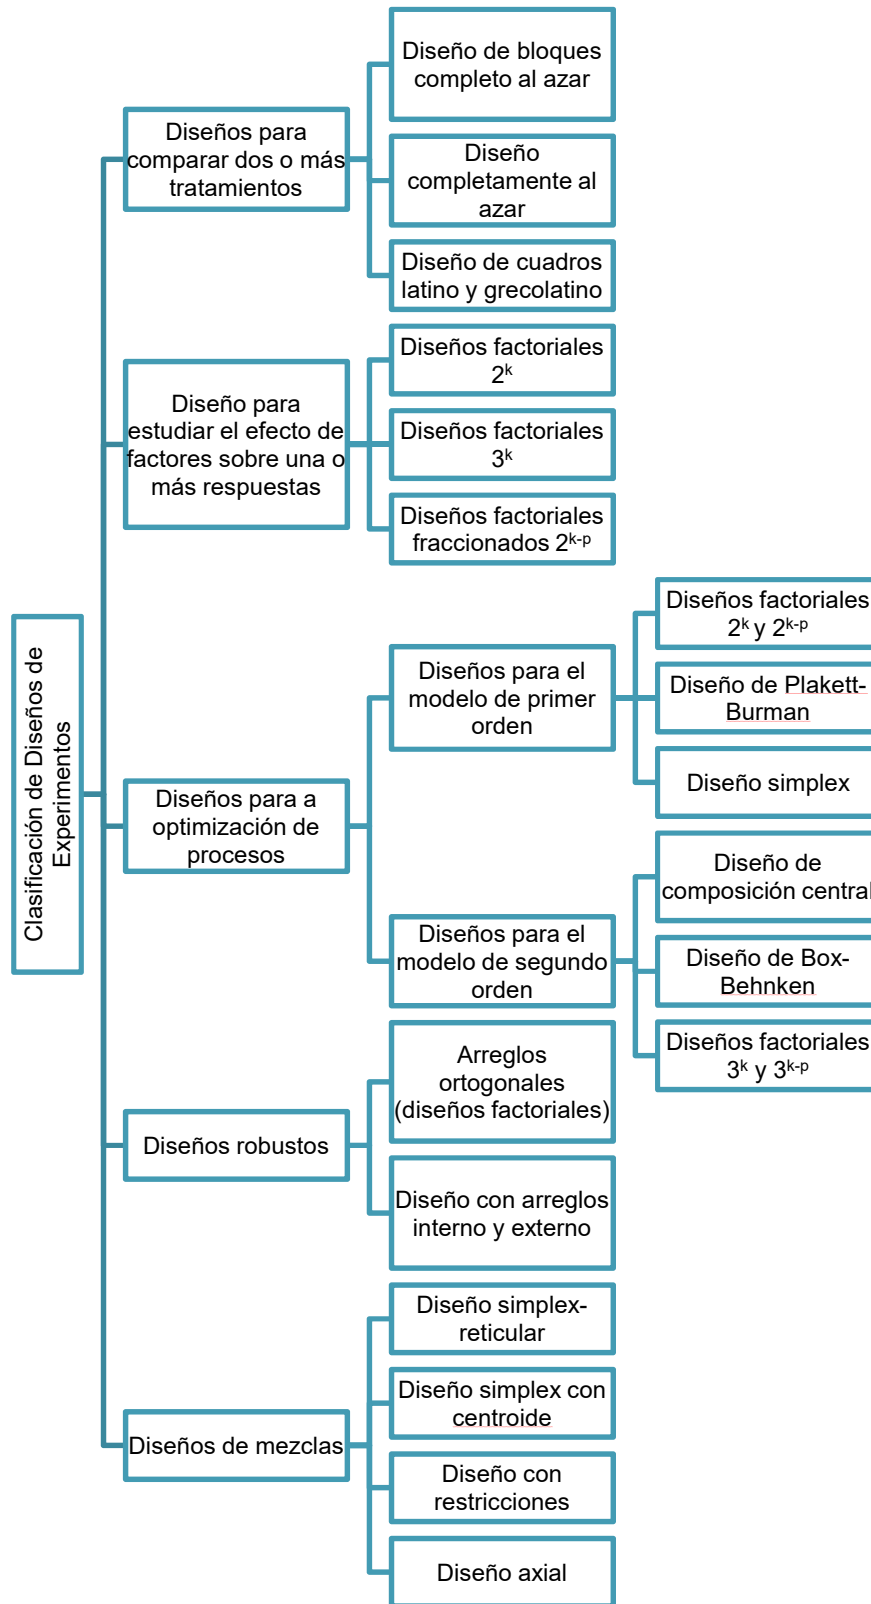 Clasificación de Diseños de
Experimentos
Diseños para
comparar dos o más
tratamientos
Diseño de bloques
completo al azar
Diseño
completamente al
azar
Diseño de cuadros
latino y grecolatino
Diseño para
estudiar el efecto de
factores sobre una o
más respuestas
Diseños factoriales
2ᵏ
Diseños factoriales
3ᵏ
Diseños factoriales
fraccionados 2ᵏ⁻ᵖ
Diseños para a
optimización de
procesos
Diseños para el
modelo de primer
orden
Diseños factoriales
2ᵏ y 2ᵏ⁻ᵖ
Diseño de Plakett-
Burman
Diseño simplex
Diseños para el
modelo de segundo
orden
Diseño de
composición central
Diseño de Box-
Behnken
Diseños factoriales
3ᵏ y 3ᵏ⁻ᵖ
Diseños robustos
Arreglos
ortogonales
(diseños factoriales)
Diseño con arreglos
interno y externo
Diseños de mezclas
Diseño simplex-
reticular
Diseño simplex con
centroide
Diseño con
restricciones
Diseño axial